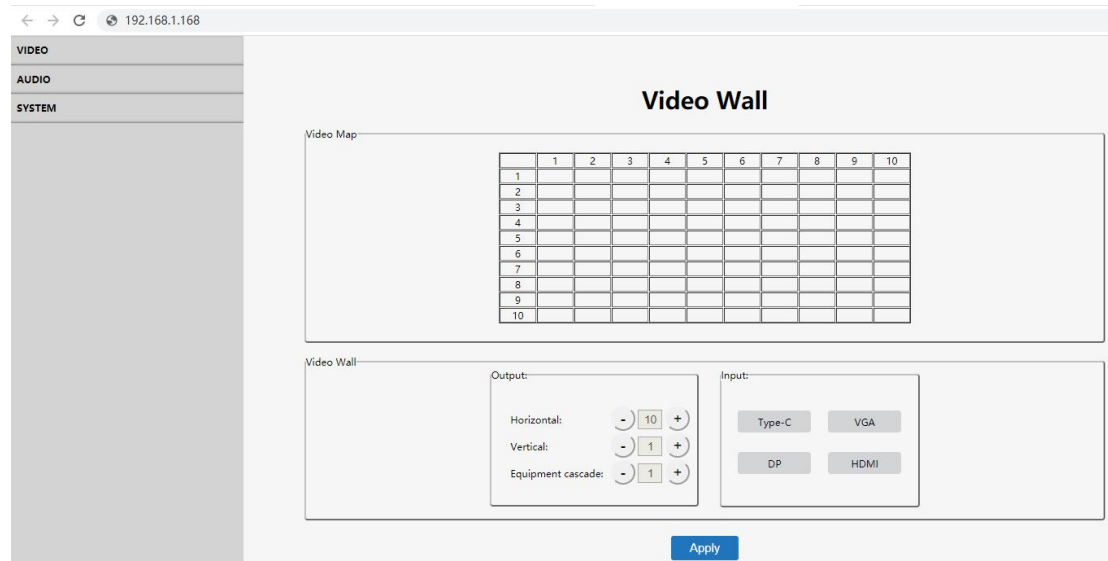 192.168.1.168
VIDEO
AUDIO
SYSTEM
Video Wall
Video Map
1 2 3 4 5 6 7 8 9 10
1
2
3
4
5
6
7
8
9
10
Video Wall
Output:
Horizontal: - 10 +
Vertical: - 1 +
Equipment cascade: - 1 +
Input:
Type-C VGA
DP HDMI
Apply